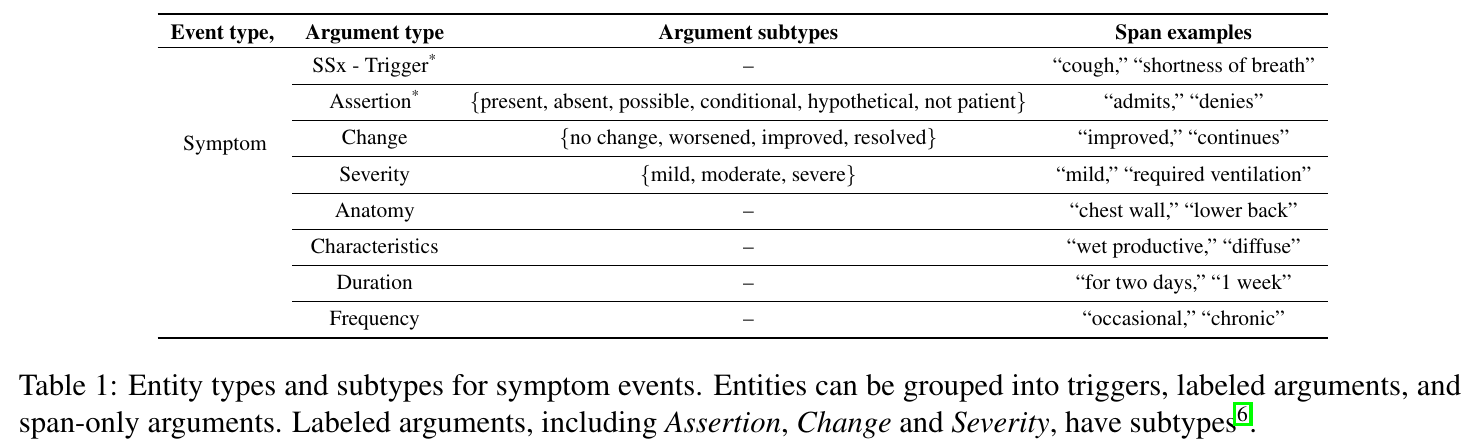 Event type, Argument type Argument subtypes Span examples
SSx - Trigger* – “cough,” “shortness of breath”
Assertion* {present, absent, possible, conditional, hypothetical, not patient} “admits,” “denies”
Symptom Change {no change, worsened, improved, resolved} “improved,” “continues”
Severity {mild, moderate, severe} “mild,” “required ventilation”
Anatomy – “chest wall,” “lower back”
Characteristics – “wet productive,” “diffuse”
Duration – “for two days,” “1 week”
Frequency – “occasional,” “chronic”
Table 1: Entity types and subtypes for symptom events. Entities can be grouped into triggers, labeled arguments, and
span-only arguments. Labeled arguments, including Assertion, Change and Severity, have subtypes6.